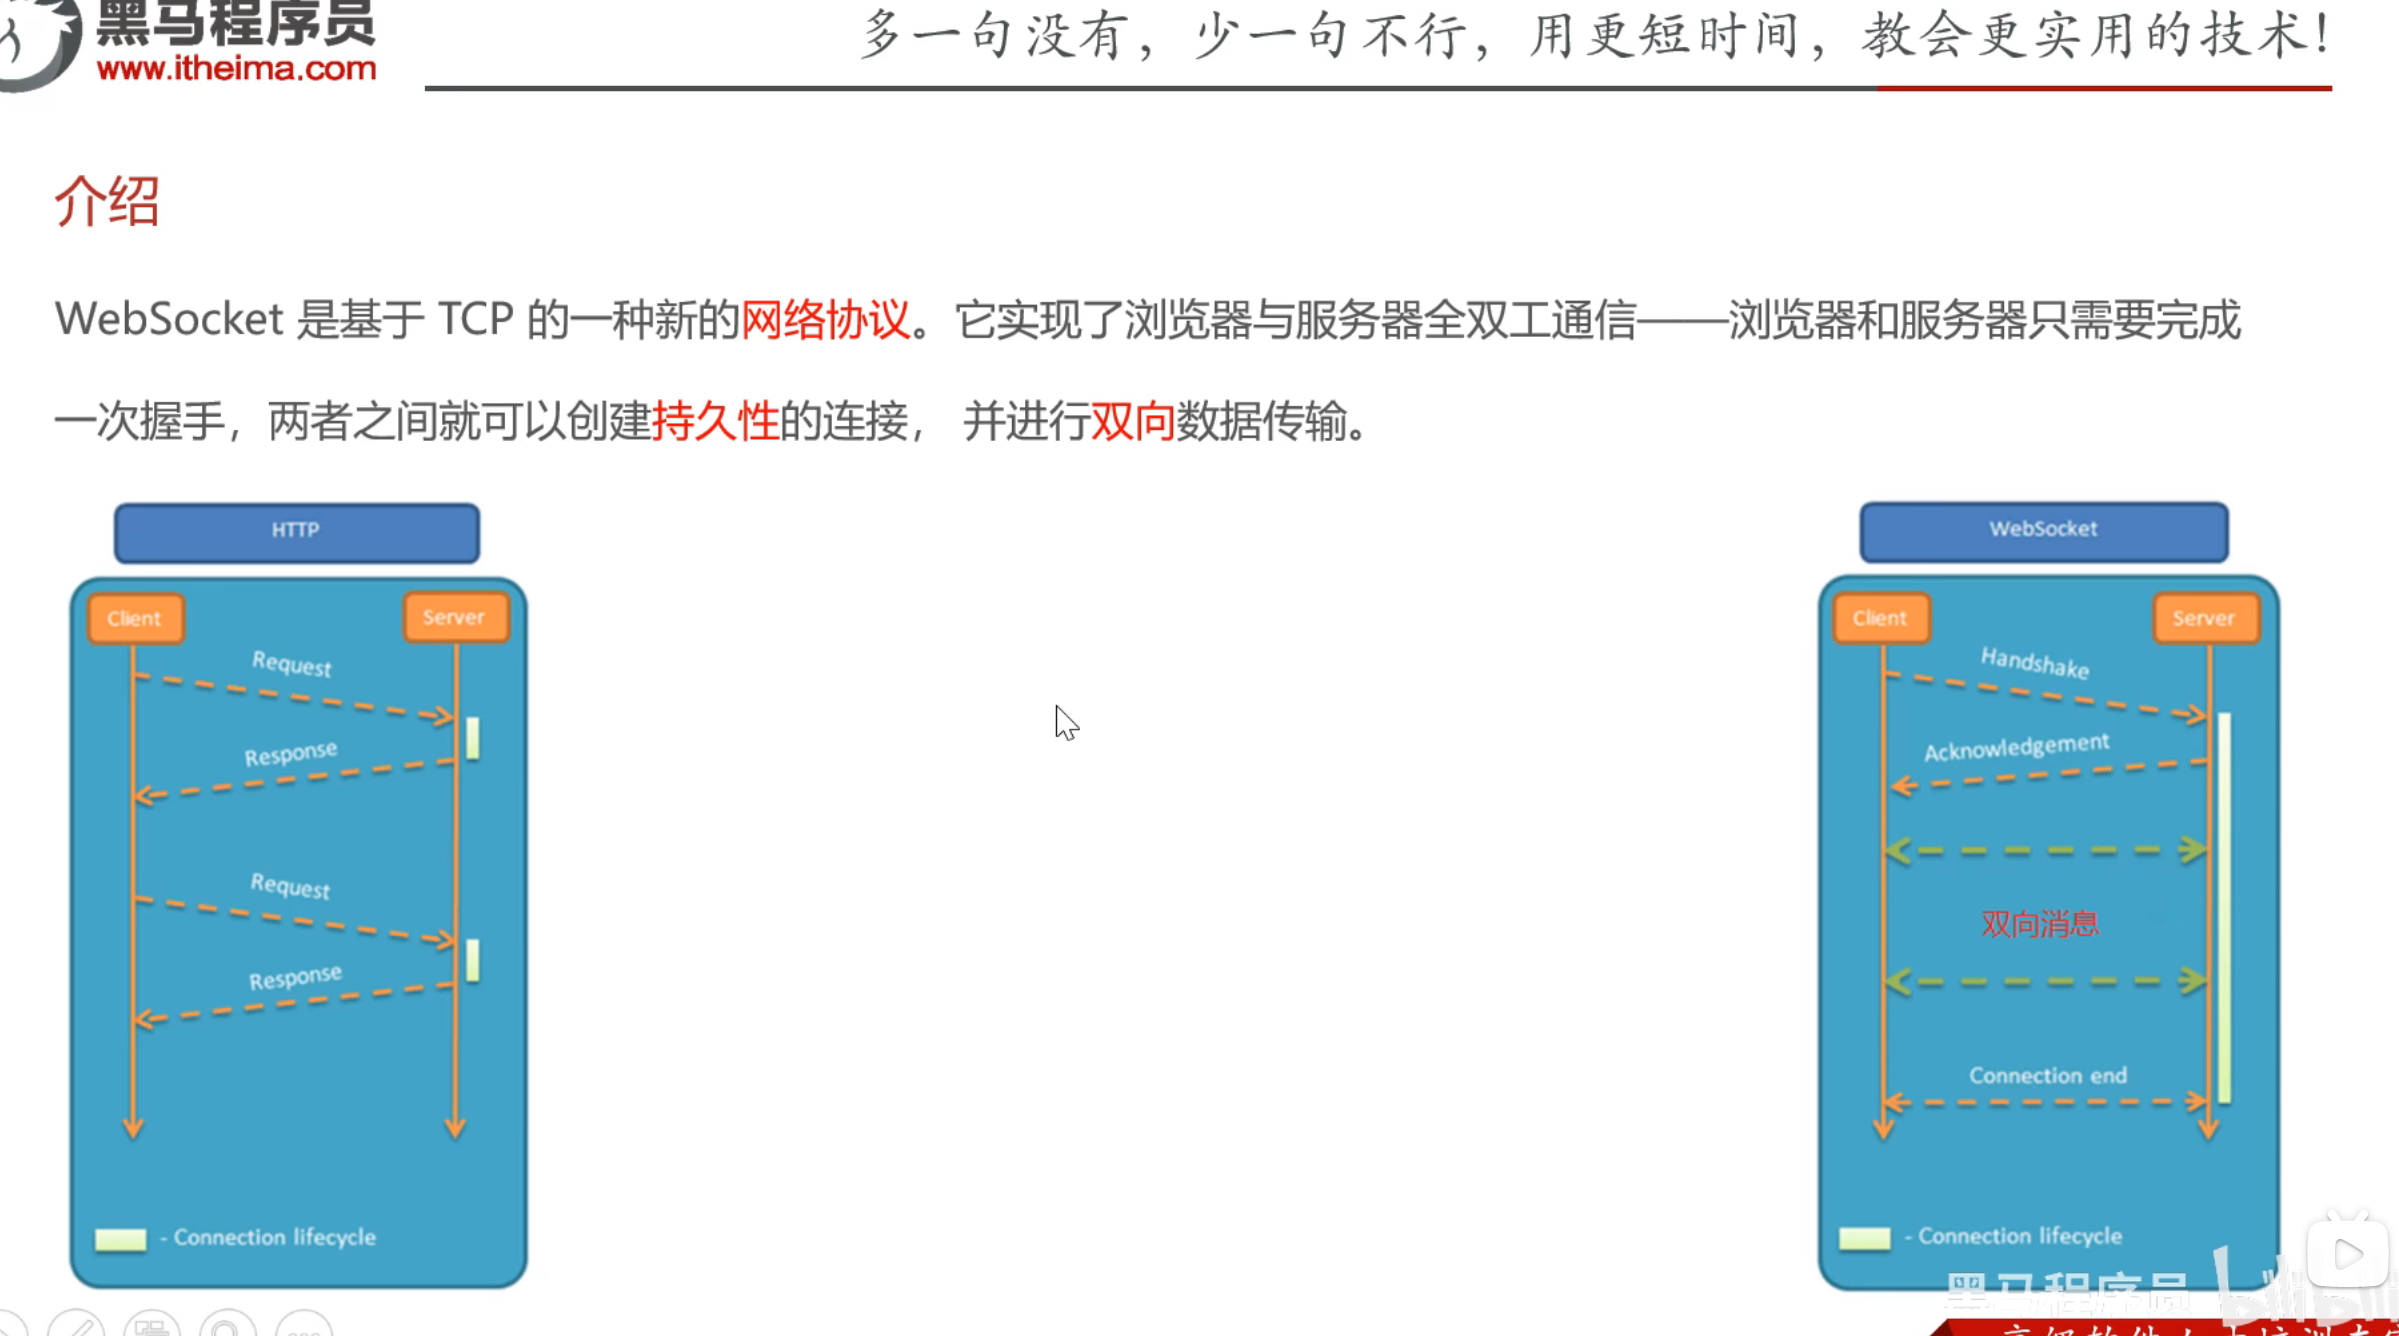 黑马程序员
www.itheima.com
多一句没有，少一句不行，用更短时间，教会更实用的技术！
介绍
WebSocket 是基于 TCP 的一种新的网络协议。它实现了浏览器与服务器全双工通信——浏览器和服务器只需要完成
一次握手，两者之间就可以创建持久性的连接， 并进行双向数据传输。
HTTP
Client
Server
Request
Response
Request
Response
- Connection lifecycle
WebSocket
Client
Server
Handshake
Acknowledgement
双向消息
Connection end
- Connection lifecycle
黑马程序员
bilibili